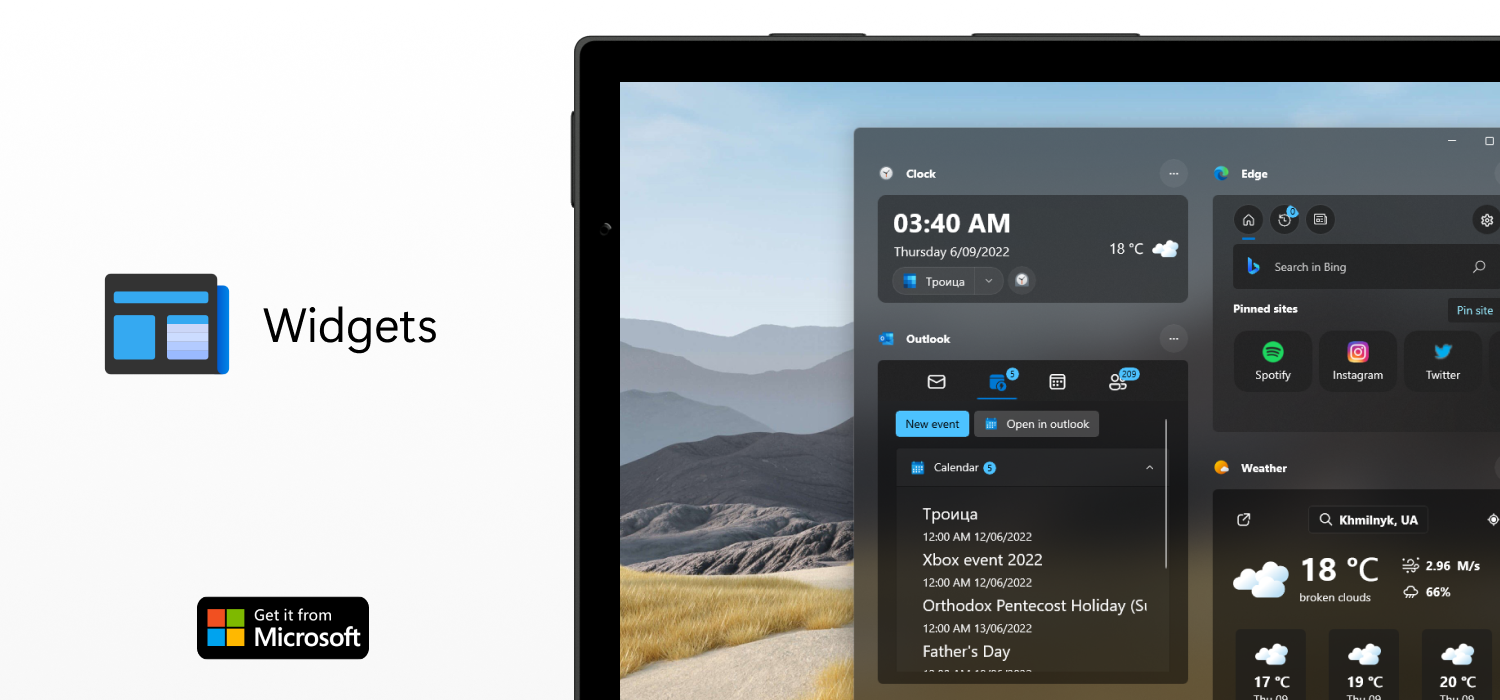 Widgets
Get it from
Microsoft
Clock
03:40 AM
Thursday 6/09/2022
18 °C
Троица
Outlook
5
209
New event
Open in outlook
Calendar 5
Троица
12:00 AM 12/06/2022
Xbox event 2022
12:00 AM 12/06/2022
Orthodox Pentecost Holiday (Su
12:00 AM 13/06/2022
Father's Day
Edge
0
Search in Bing
Pinned sites
Pin site
Spotify
Instagram
Twitter
Weather
Khmilnyk, UA
18 °C
broken clouds
2.96 M/s
66%
17 °C
19 °C
20 °C
Thu 09
Thu 09
Thu 09